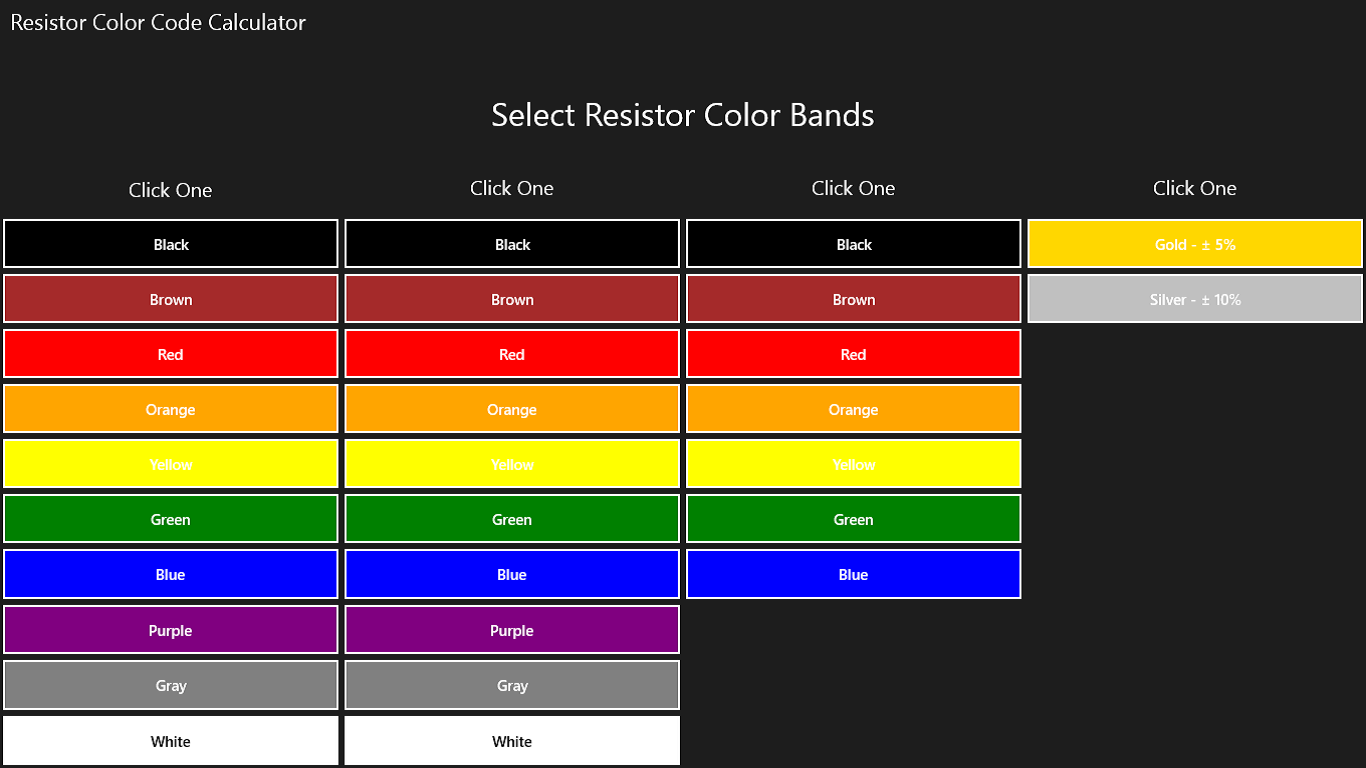 Resistor Color Code Calculator
Select Resistor Color Bands
Click One Click One Click One Click One
Black Black Black Gold - ± 5%
Brown Brown Brown Silver - ± 10%
Red Red Red
Orange Orange Orange
Yellow Yellow Yellow
Green Green Green
Blue Blue Blue
Purple Purple
Gray Gray
White White